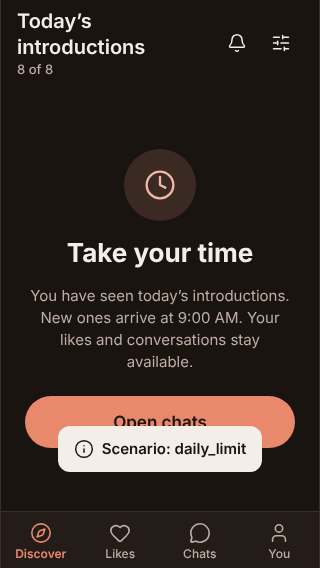 Today’s
introductions
8 of 8
Take your time
You have seen today’s introductions.
New ones arrive at 9:00 AM. Your
likes and conversations stay
available.
Open chats
Scenario: daily_limit
Discover
Likes
Chats
You